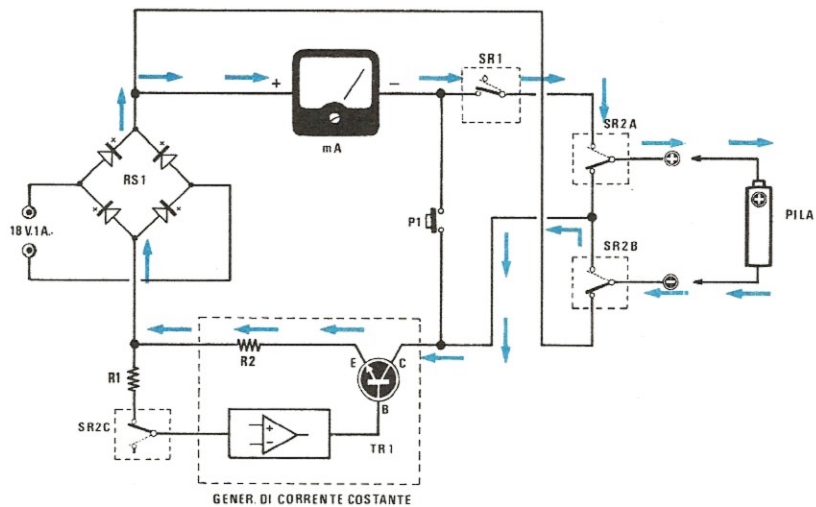 SR1
+
−
mA
SR2A
RS1
18 V.1A.
P1
PILA
SR2B
R2
E
C
R1
B
SR2C
+
−
TR1
GENER. DI CORRENTE COSTANTE